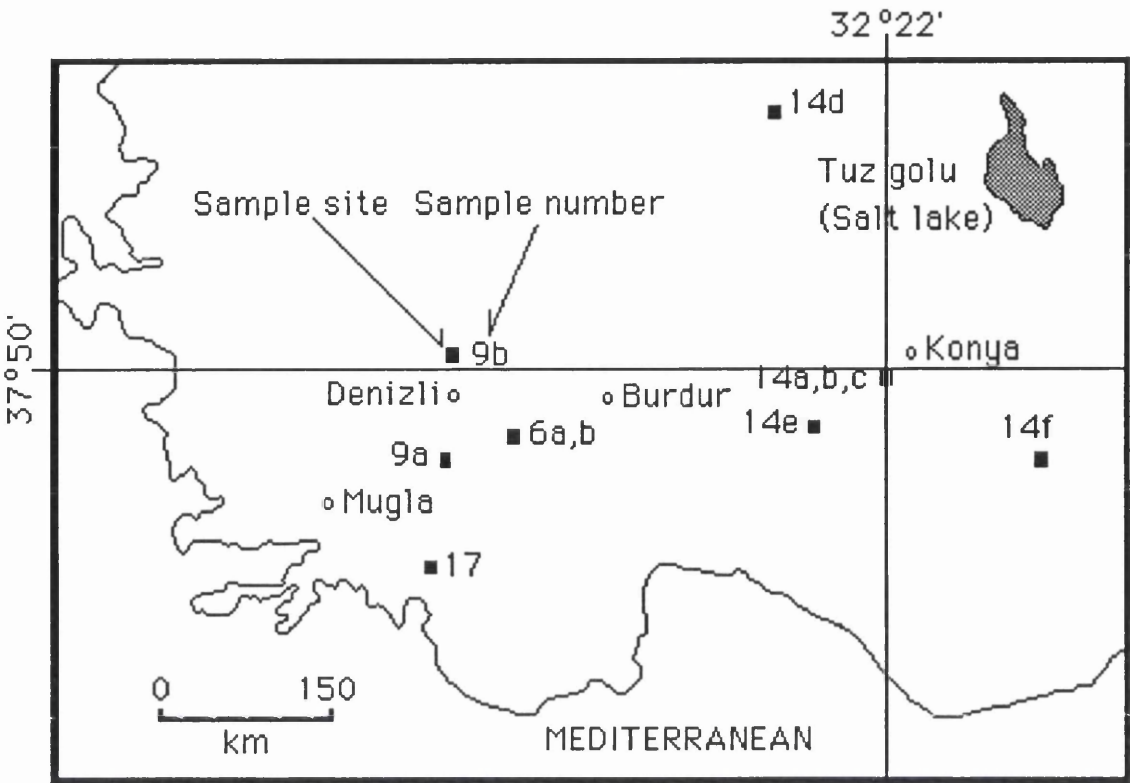 32°22'
14d
Tuz golu
(Salt lake)
Sample site
Sample number
9b
37°50'
Konya
14a,b,c
Denizli
Burdur
14e
6a,b
14f
9a
Mugla
17
0
150
km
MEDITERRANEAN